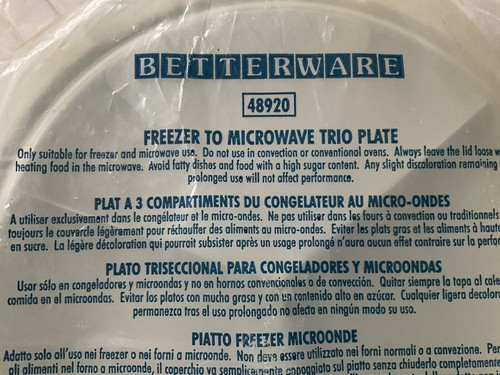 BETTERWARE
48920
FREEZER TO MICROWAVE TRIO PLATE
Only suitable for freezer and microwave use. Do not use in convection or conventional ovens. Always leave the lid loose w
heating food in the microwave. Avoid fatty dishes and food with a high sugar content. Any slight discoloration remaining
prolonged use will not affect performance.
PLAT A 3 COMPARTIMENTS DU CONGELATEUR AU MICRO-ONDES
A utiliser exclusivement dans le congélateur et le micro-ondes. Ne pas utiliser dans les fours à convection ou traditionnels
toujours le couvercle légèrement pour réchauffer des aliments au micro-ondes. Eviter les plats gras et les aliments à haute
en sucre. La légère décoloration qui pourrait subsister après un usage prolongé n'aura aucun effet contraire sur la perfor
PLATO TRISECCIONAL PARA CONGELADORES Y MICROONDAS
Usar sólo en congeladores y microondas y no en hornos convencionales o de convección. Quitar siempre la tapa al cale
comida en el microondas. Evitar los platos con mucha grasa y con un contenido alto en azúcar. Cualquier ligera decolor
permanezca tras el uso prolongado no afecta en ningún modo su uso.
PIATTO FREEZER MICROONDE
Adatto solo all'uso nei freezer o nei forni a microonde. Non deve essere utilizzato nei forni normali o a convezione. Per
gli alimenti nel forno a microonde, il coperchio va semplicemente appoggiato sul piatto senza chiuderlo completamente